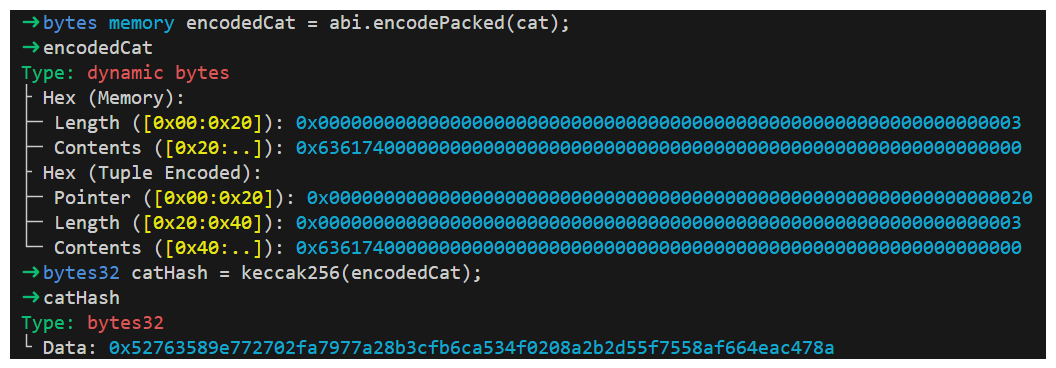 ➜bytes memory encodedCat = abi.encodePacked(cat);
➜encodedCat
Type: dynamic bytes
├ Hex (Memory):
├─ Length ([0x00:0x20]): 0x0000000000000000000000000000000000000000000000000000000000000003
├─ Contents ([0x20:..]): 0x6361740000000000000000000000000000000000000000000000000000000000
├ Hex (Tuple Encoded):
├─ Pointer ([0x00:0x20]): 0x0000000000000000000000000000000000000000000000000000000000000020
├─ Length ([0x20:0x40]): 0x0000000000000000000000000000000000000000000000000000000000000003
└─ Contents ([0x40:..]): 0x6361740000000000000000000000000000000000000000000000000000000000
➜bytes32 catHash = keccak256(encodedCat);
➜catHash
Type: bytes32
└ Data: 0x52763589e772702fa7977a28b3cfb6ca534f0208a2b2d55f7558af664eac478a